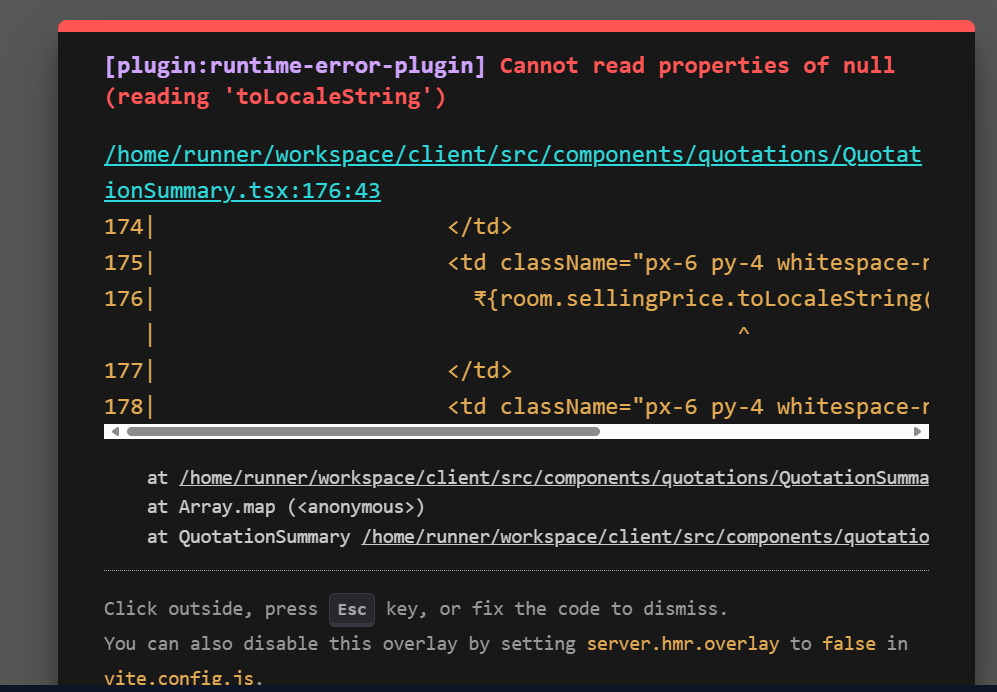 [plugin:runtime-error-plugin] Cannot read properties of null
(reading 'toLocaleString')
/home/runner/workspace/client/src/components/quotations/Quotat
ionSummary.tsx:176:43
174|                      </td>
175|                      <td className="px-6 py-4 whitespace-
176|                        ₹{room.sellingPrice.toLocaleString(
   |                                            ^
177|                      </td>
178|                      <td className="px-6 py-4 whitespace-
at /home/runner/workspace/client/src/components/quotations/QuotationSumma
at Array.map (<anonymous>)
at QuotationSummary /home/runner/workspace/client/src/components/quotatio
Click outside, press Esc key, or fix the code to dismiss.
You can also disable this overlay by setting server.hmr.overlay to false in
vite.config.js.